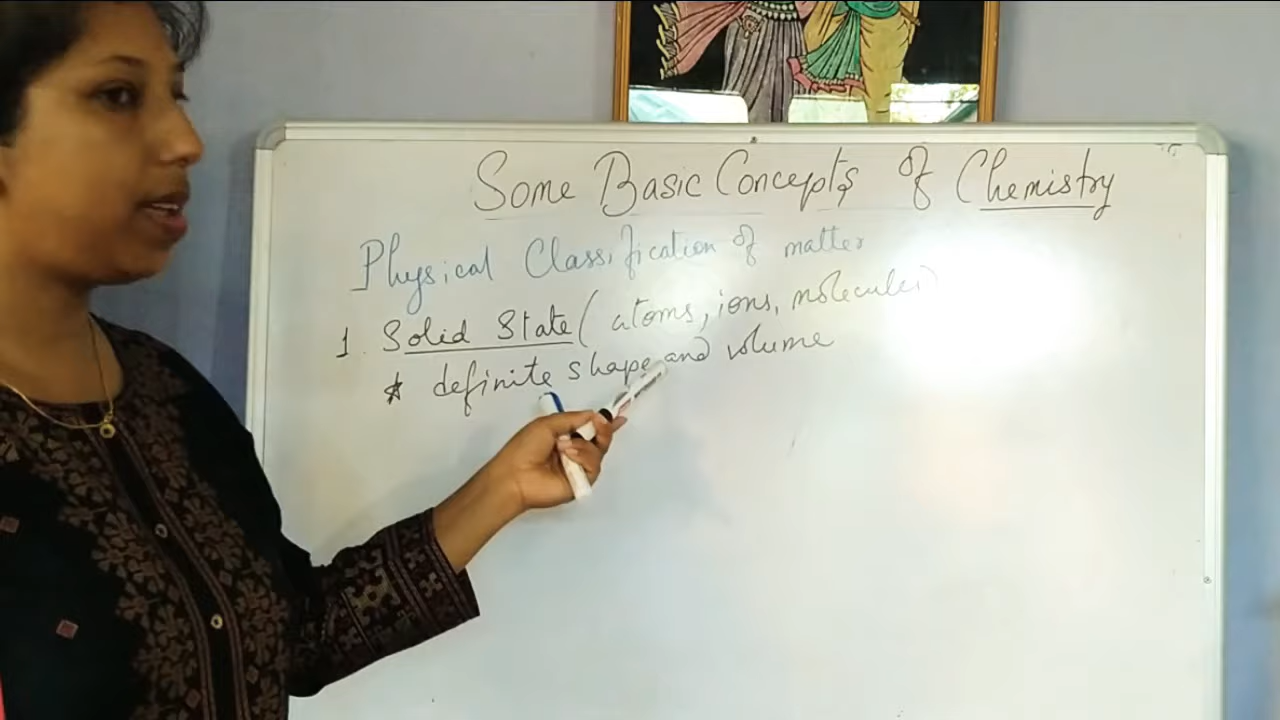 Some Basic Concepts of Chemistry
Physical Classification of matter
1. Solid State (atoms, ions, molecules)
* definite shape and volume